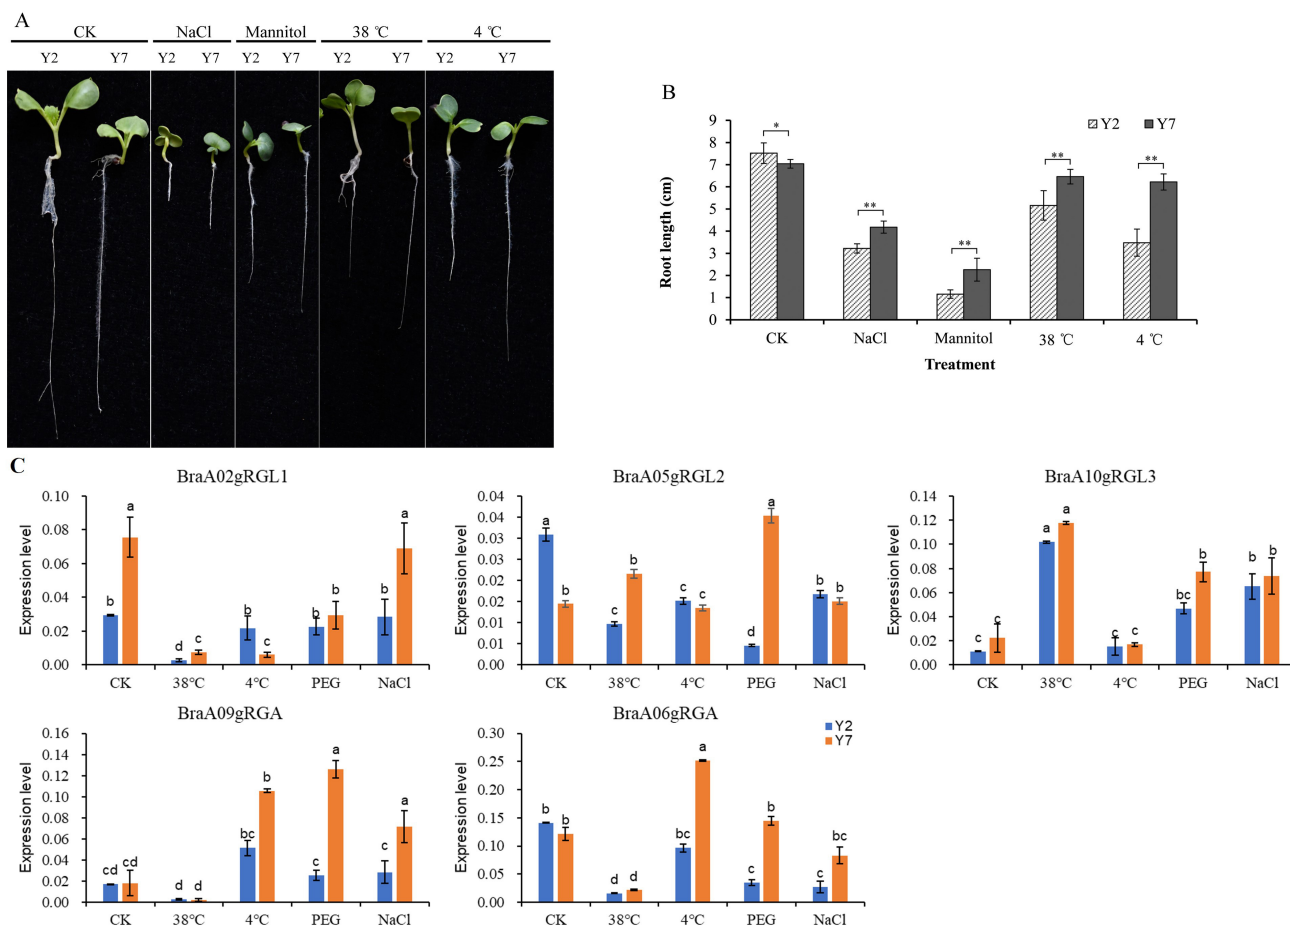 A
CK NaCl Mannitol 38 ℃ 4 ℃
Y2 Y7 Y2 Y7 Y2 Y7 Y2 Y7 Y2 Y7
B
Y2 Y7
Root length (cm)
9
8
7
6
5
4
3
2
1
0
* ** ** ** **
CK NaCl Mannitol 38 ℃ 4 ℃
Treatment
C
BraA02gRGL1
Expression level
0.10
0.08
0.06
0.04
0.02
0.00
b a d c b c b b b a
CK 38°C 4°C PEG NaCl
BraA05gRGL2
Expression level
0.04
0.04
0.03
0.03
0.02
0.02
0.01
0.01
0.00
a b c b c c d a b b
CK 38°C 4°C PEG NaCl
BraA10gRGL3
Expression level
0.14
0.12
0.10
0.08
0.06
0.04
0.02
0.00
c c a a c c bc b b b
CK 38°C 4°C PEG NaCl
BraA09gRGA
Expression level
0.16
0.14
0.12
0.10
0.08
0.06
0.04
0.02
0.00
cd cd d d bc b c a c a
CK 38°C 4°C PEG NaCl
BraA06gRGA
Y2
Y7
Expression level
0.30
0.25
0.20
0.15
0.10
0.05
0.00
b b d d bc a c b c bc
CK 38°C 4°C PEG NaCl